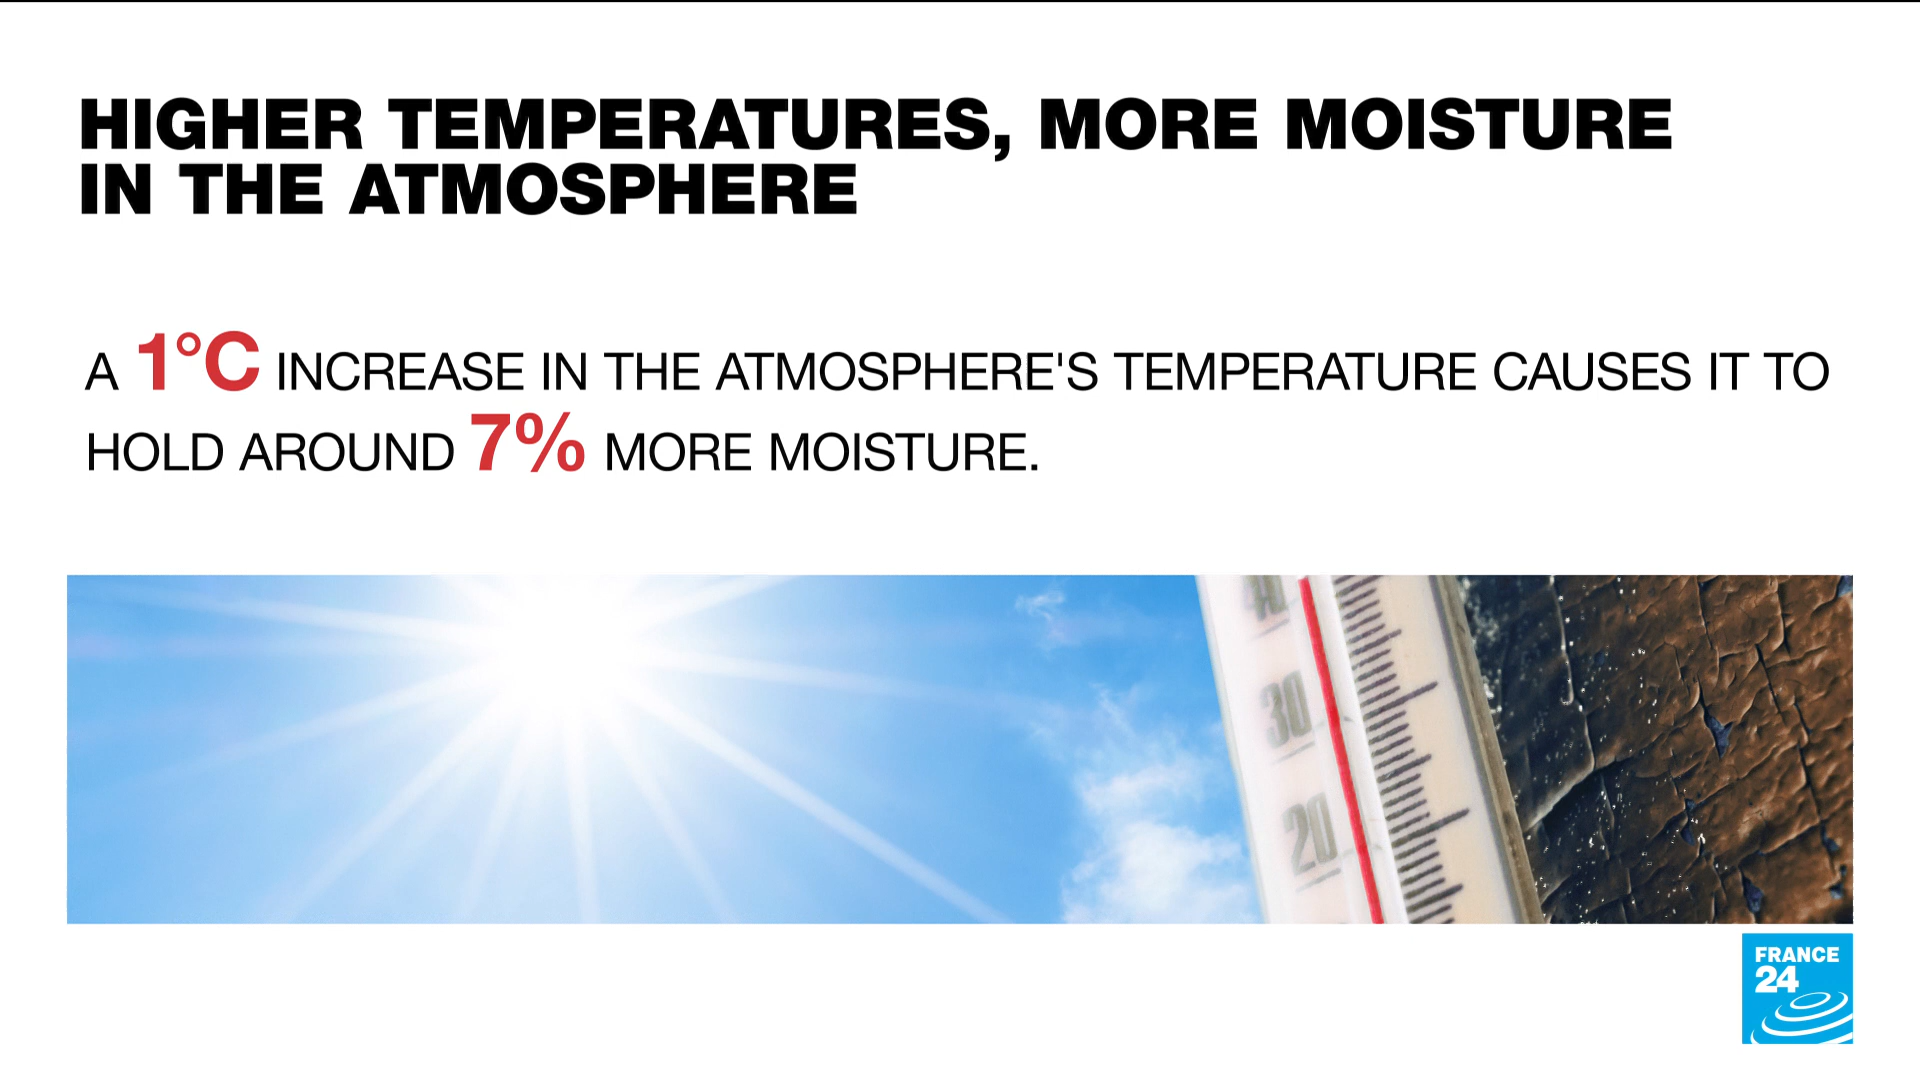 HIGHER TEMPERATURES, MORE MOISTURE
IN THE ATMOSPHERE
A 1°C INCREASE IN THE ATMOSPHERE'S TEMPERATURE CAUSES IT TO
HOLD AROUND 7% MORE MOISTURE.
40
30
20
FRANCE
24